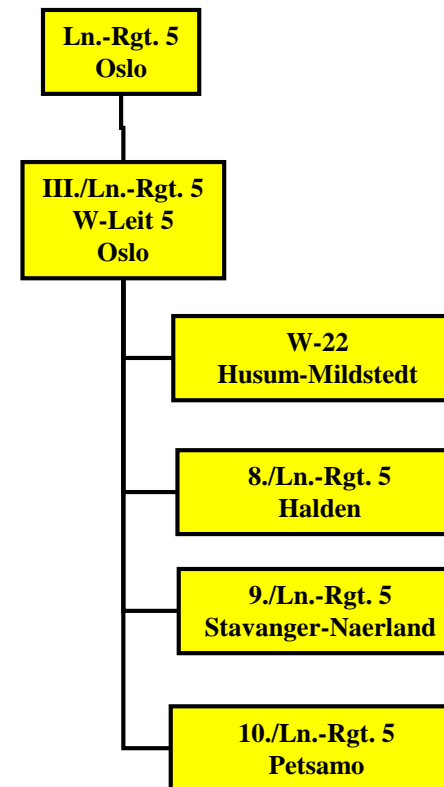 Ln.-Rgt. 5
Oslo
III./Ln.-Rgt. 5
W-Leit 5
Oslo
W-22
Husum-Mildstedt
8./Ln.-Rgt. 5
Halden
9./Ln.-Rgt. 5
Stavanger-Naerland
10./Ln.-Rgt. 5
Petsamo